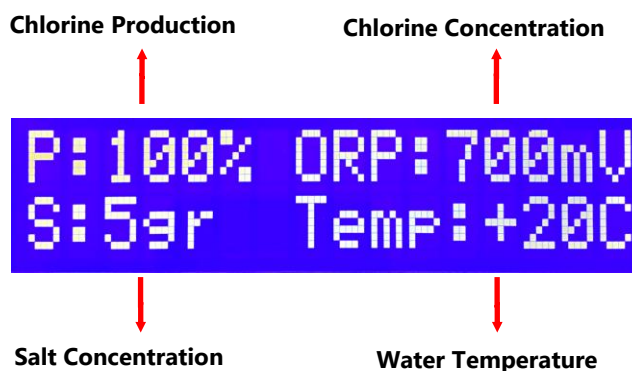 Chlorine Production
Chlorine Concentration
P:100% ORP:700mV
S:5gr Temp:+20C
Salt Concentration
Water Temperature